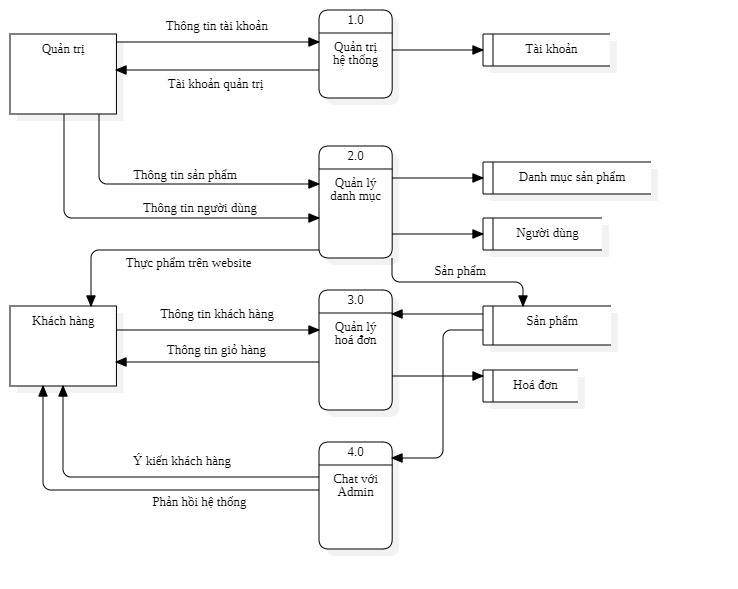 Thông tin tài khoản
1.0
Quản trị
Quản trị
hệ thống
Tài khoản
Tài khoản quản trị
2.0
Thông tin sản phẩm
Quản lý
danh mục
Danh mục sản phẩm
Thông tin người dùng
Người dùng
Thực phẩm trên website
Sản phẩm
3.0
Thông tin khách hàng
Khách hàng
Quản lý
hoá đơn
Sản phẩm
Thông tin giỏ hàng
Hoá đơn
4.0
Ý kiến khách hàng
Chat với
Admin
Phản hồi hệ thống